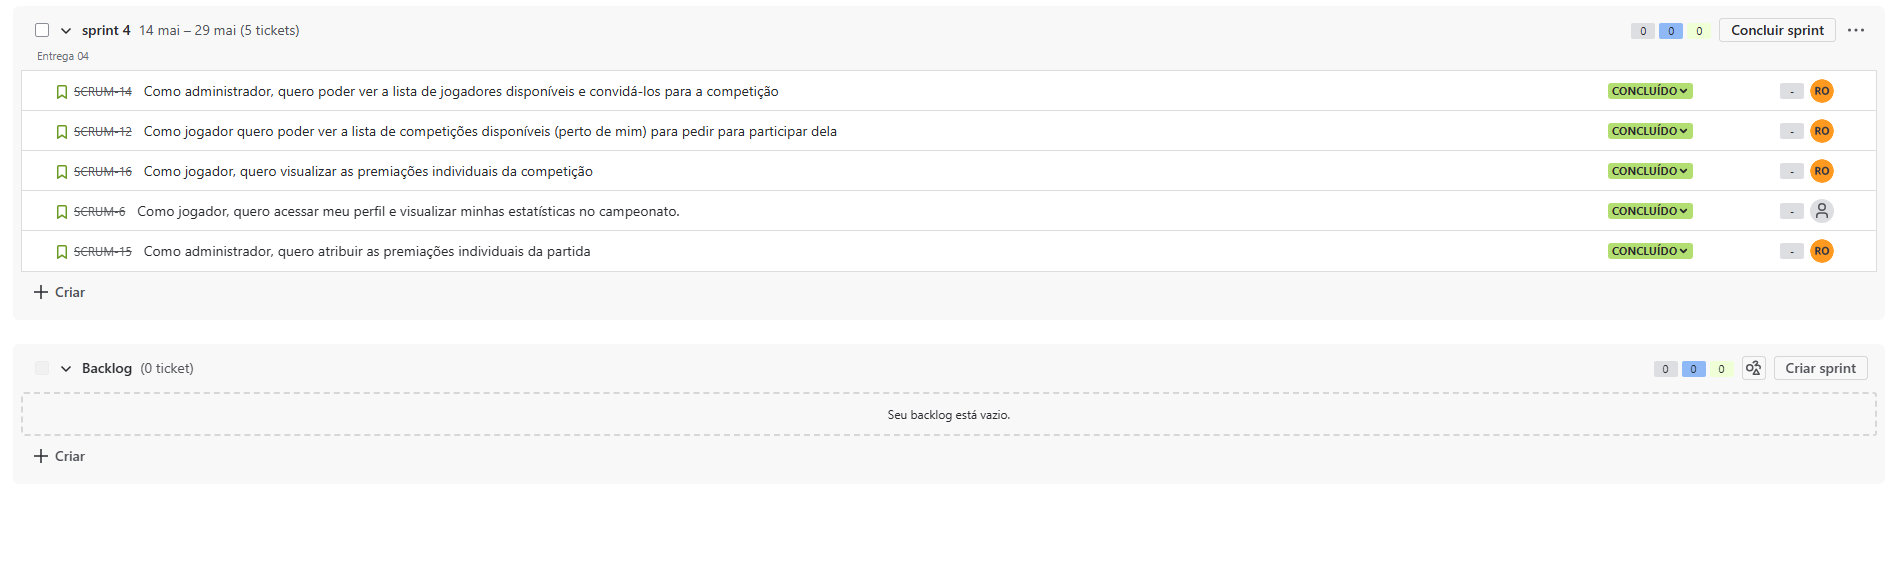 sprint 4 14 mai – 29 mai (5 tickets) 0 0 0 Concluir sprint
Entrega 04
SCRUM-14 Como administrador, quero poder ver a lista de jogadores disponíveis e convidá-los para a competição CONCLUÍDO - RO
SCRUM-12 Como jogador quero poder ver a lista de competições disponíveis (perto de mim) para pedir para participar dela CONCLUÍDO - RO
SCRUM-16 Como jogador, quero visualizar as premiações individuais da competição CONCLUÍDO - RO
SCRUM-6 Como jogador, quero acessar meu perfil e visualizar minhas estatísticas no campeonato. CONCLUÍDO -
SCRUM-15 Como administrador, quero atribuir as premiações individuais da partida CONCLUÍDO - RO
Criar
Backlog (0 ticket) 0 0 0 Criar sprint
Seu backlog está vazio.
Criar